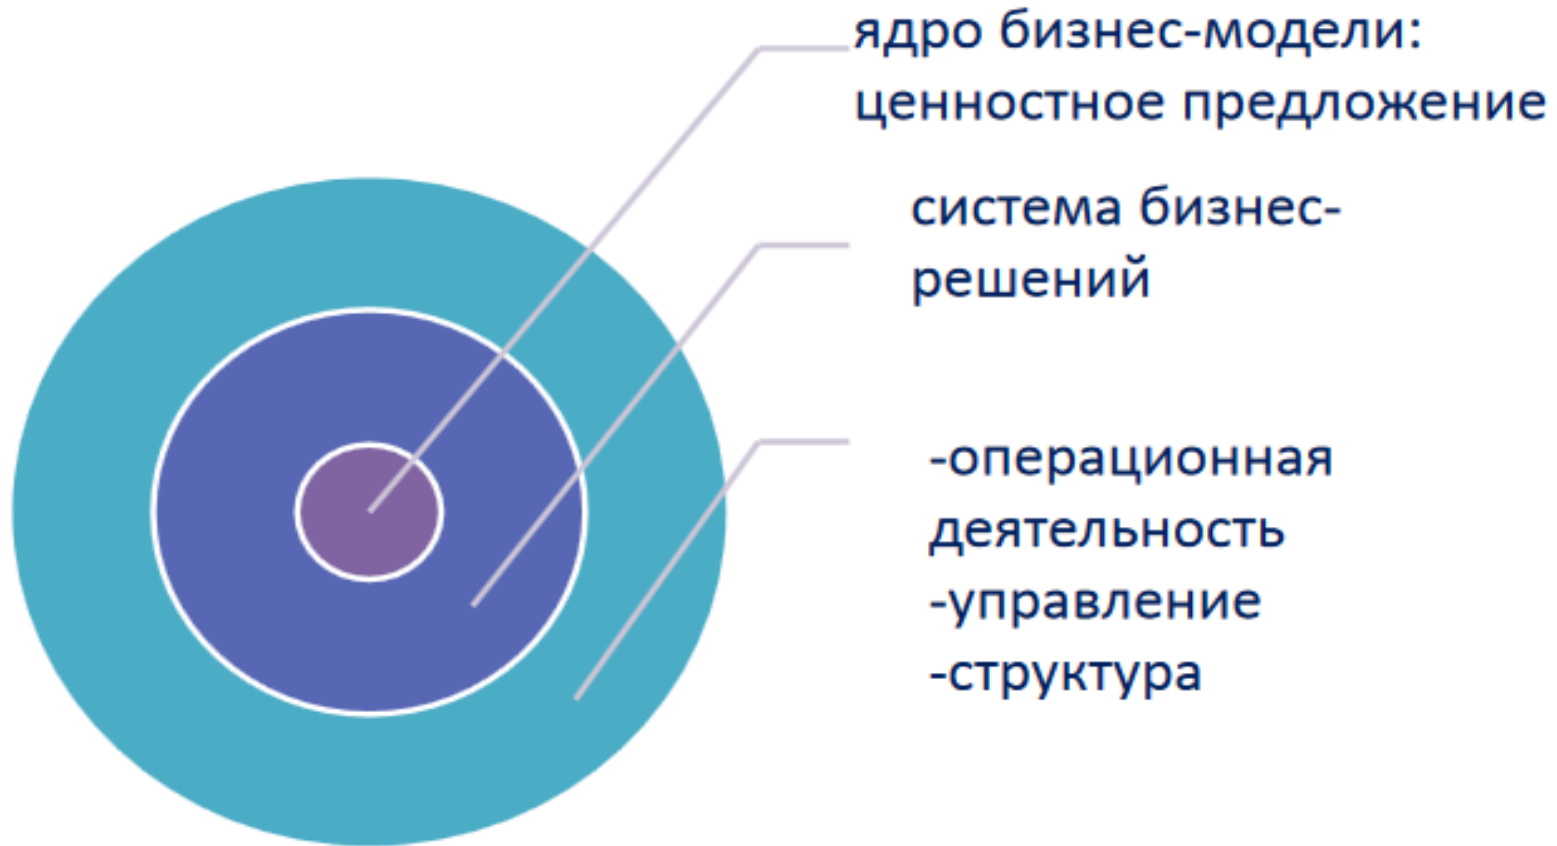 ядро бизнес-модели:
ценностное предложение
система бизнес-
решений
-операционная
деятельность
-управление
-структура